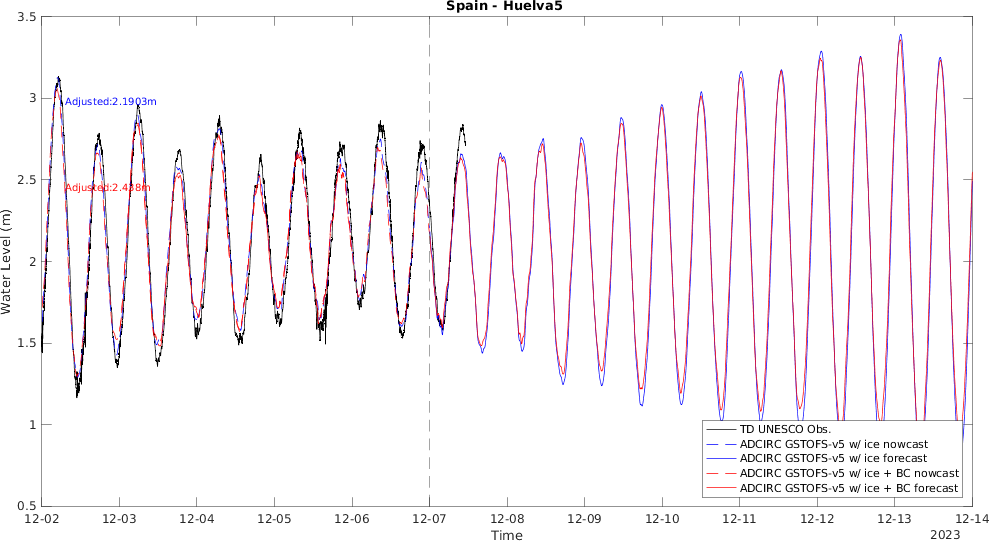 Spain - Huelva5
3.5
3
2.5
2
1.5
1
0.5
Water Level (m)
Adjusted:2.1903m
Adjusted:2.438m
TD UNESCO Obs.
ADCIRC GSTOFS-v5 w/ ice nowcast
ADCIRC GSTOFS-v5 w/ ice forecast
ADCIRC GSTOFS-v5 w/ ice + BC nowcast
ADCIRC GSTOFS-v5 w/ ice + BC forecast
12-02 12-03 12-04 12-05 12-06 12-07 12-08 12-09 12-10 12-11 12-12 12-13 12-14
Time
2023